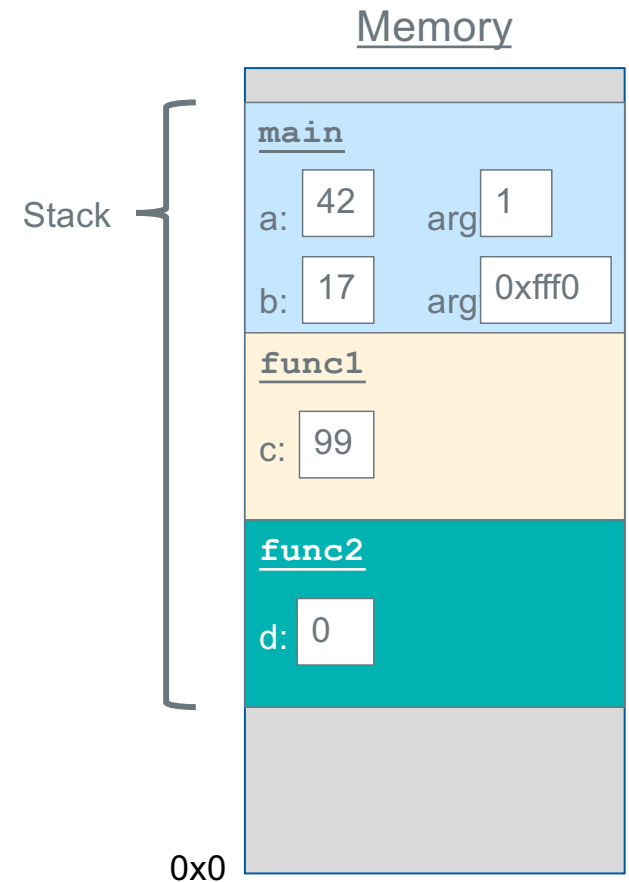 Memory
Stack
main
a: 42 arg 1
b: 17 arg 0xfff0
func1
c: 99
func2
d: 0
0x0